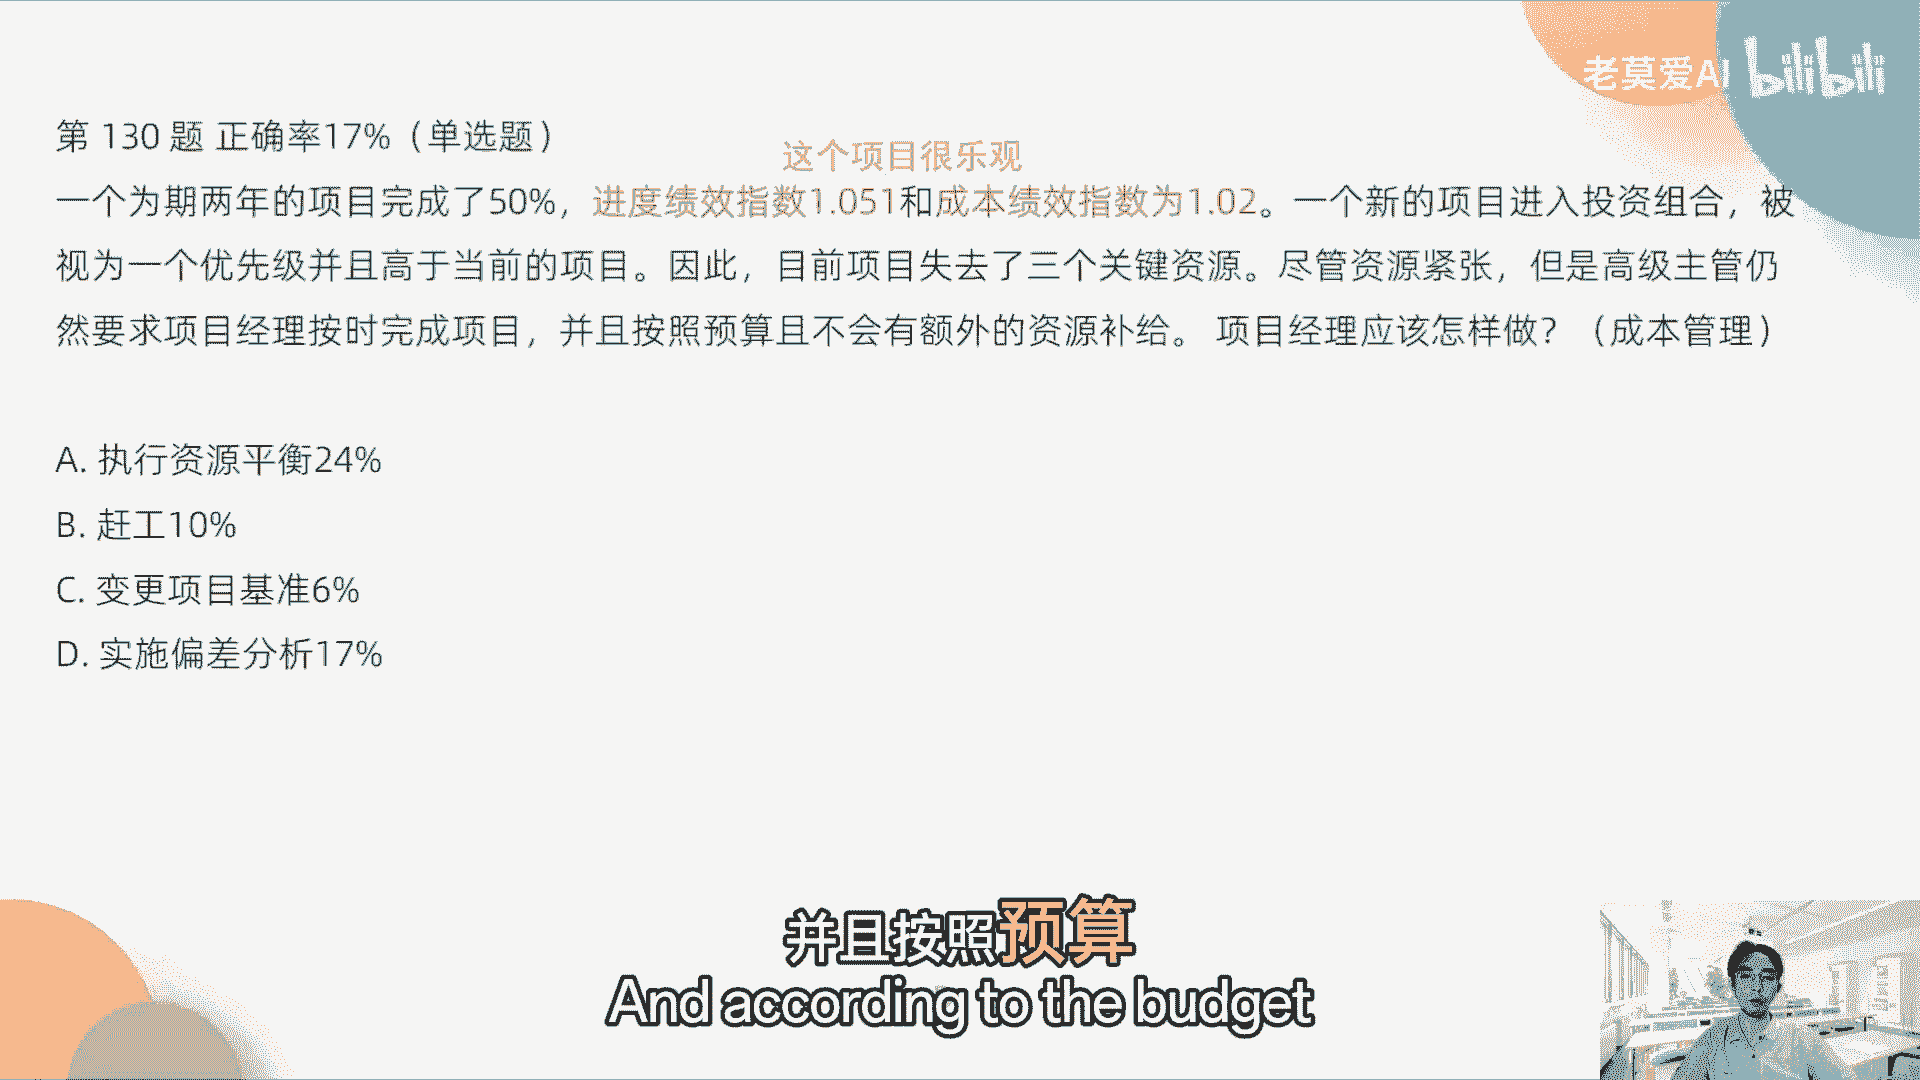 老莫爱AI bilibili
第 130 题 正确率17%（单选题）
这个项目很乐观
一个为期两年的项目完成了50%，进度绩效指数1.051和成本绩效指数为1.02。一个新的项目进入投资组合，被
视为一个优先级并且高于当前的项目。因此，目前项目失去了三个关键资源。尽管资源紧张，但是高级主管仍
然要求项目经理按时完成项目，并且按照预算且不会有额外的资源补给。 项目经理应该怎样做？（成本管理）
A. 执行资源平衡24%
B. 赶工10%
C. 变更项目基准6%
D. 实施偏差分析17%
并且按照预算
And according to the budget